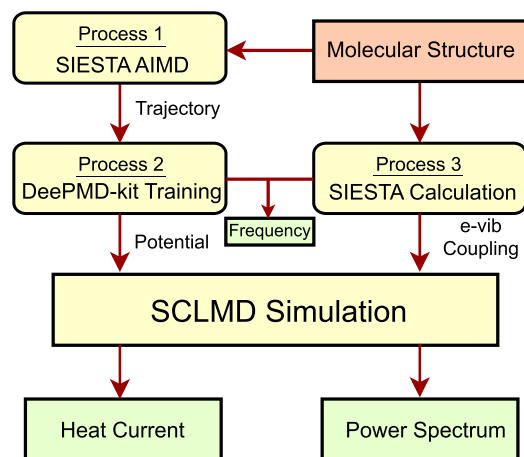 Process 1
SIESTA AIMD
Molecular Structure
Trajectory
Process 2
DeePMD-kit Training
Process 3
SIESTA Calculation
Frequency
Potential
e-vib
Coupling
SCLMD Simulation
Heat Current
Power Spectrum